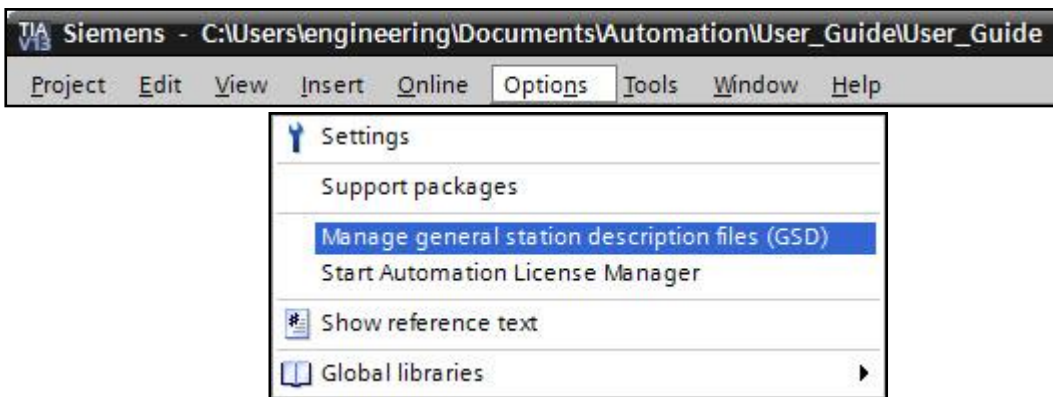 TIA V13 Siemens - C:\Users\engineering\Documents\Automation\User_Guide\User_Guide
Project Edit View Insert Online Options Tools Window Help
Settings
Support packages
Manage general station description files (GSD)
Start Automation License Manager
Show reference text
Global libraries